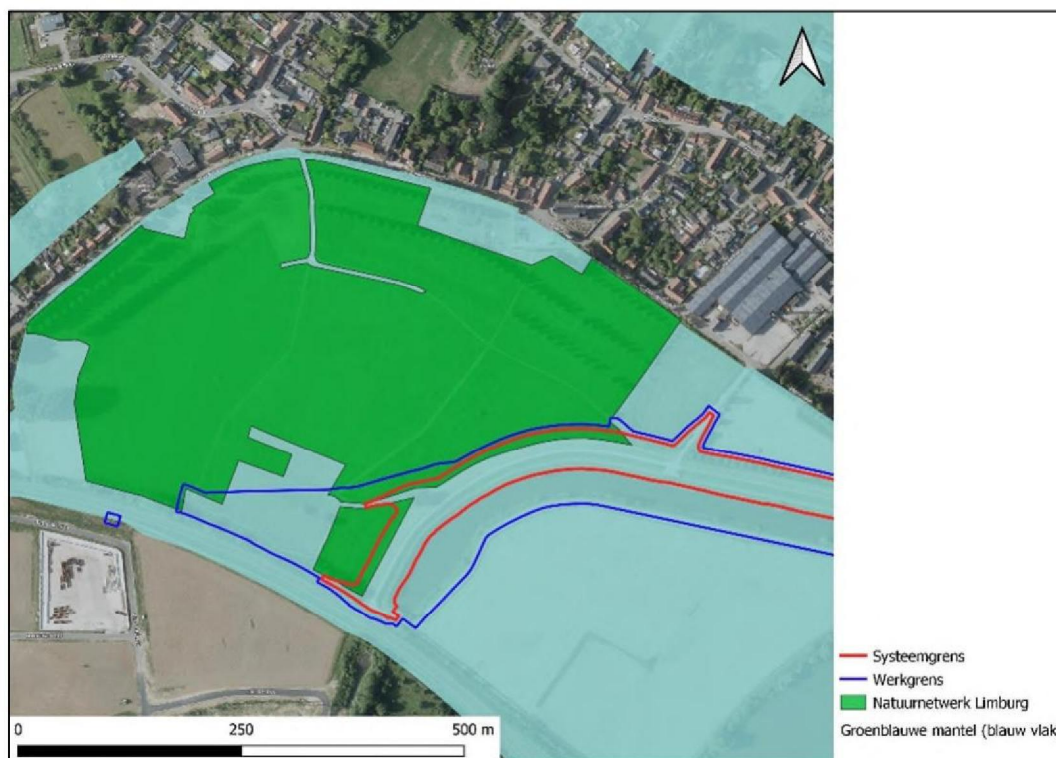 Systeemgrens
Werkgrens
Natuurnetwerk Limburg
Groenblauwe mantel (blauw vlak
0 250 500 m